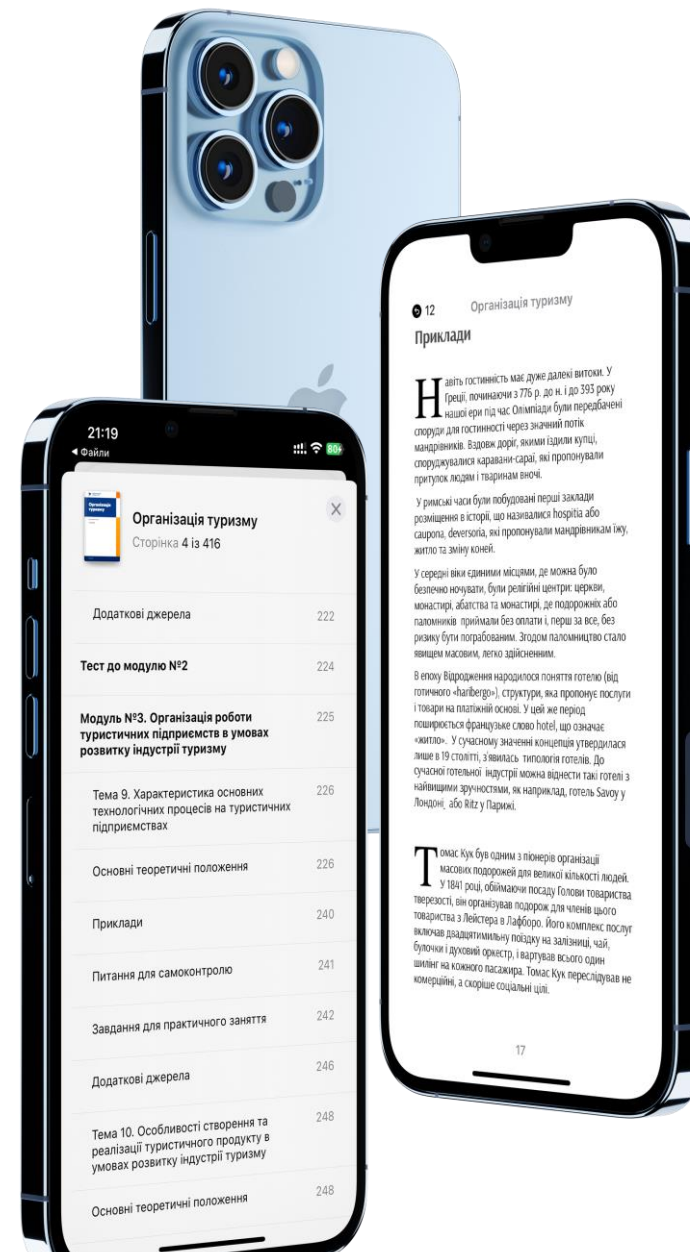 21:19
Файли
80+
Організація туризму
Сторінка 4 із 416
Додаткові джерела 222
Тест до модулю №2 224
Модуль №3. Організація роботи 225
туристичних підприємств в умовах
розвитку індустрії туризму
Тема 9. Характеристика основних 226
технологічних процесів на туристичних
підприємствах
Основні теоретичні положення 226
Приклади 240
Питання для самоконтролю 241
Завдання для практичного заняття 242
Додаткові джерела 246
Тема 10. Особливості створення та 248
реалізації туристичного продукту в
умовах розвитку індустрії туризму
Основні теоретичні положення 248
12 Організація туризму
Приклади
Навіть гостинність має дуже далекі витоки. У
Греції, починаючи з 776 р. до н. і до 393 року
нашої ери під час Олімпіади були передбачені
споруди для гостинності через значний потік
мандрівників. Вздовж доріг, якими їздили купці,
споруджувалися каравани-сараї, які пропонували
притулок людям і тваринам вночі.
У римські часи були побудовані перші заклади
розміщення в історії, що називалися hospitia або
caupona, deversoria, які пропонували мандрівникам їжу,
житло та зміну коней.
У середні віки єдиними місцями, де можна було
безпечно ночувати, були релігійні центри: церкви,
монастирі, абатства та монастирі, де подорожніх або
паломників приймали без оплати і, перш за все, без
ризику бути пограбованим. Згодом паломництво стало
явищем масовим, легко здійсненним.
В епоху Відродження народилося поняття готелю (від
готичного «haribergo»), структури, яка пропонує послуги
і товари на платіжній основі. У цей же період
поширюється французьке слово hotel, що означає
«житло». У сучасному значенні концепція утвердилася
лише в 19 столітті, з'явилась типологія готелів. До
сучасної готельної індустрії можна віднести такі готелі з
найвищими зручностями, як наприклад, готель Savoy у
Лондоні, або Ritz у Парижі.
Томас Кук був одним з піонерів організації
масових подорожей для великої кількості людей.
У 1841 році, обіймаючи посаду Голови товариства
тверезості, він організував подорож для членів цього
товариства з Лейстера в Лафборо. Його комплекс послуг
включав двадцятимильну поїздку на залізниці, чай,
булочки і духовий оркестр, і вартував всього один
шилінг на кожного пасажира. Томас Кук переслідував не
комерційні, а скоріше соціальні цілі.
17